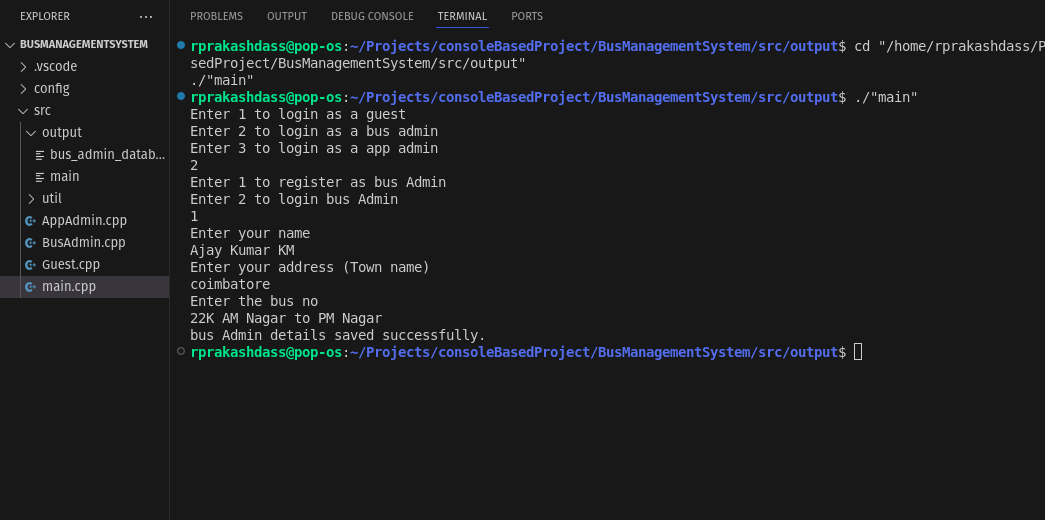 EXPLORER ...
BUSMANAGEMENTSYSTEM
.vscode
config
src
output
bus_admin_datab...
main
util
AppAdmin.cpp
BusAdmin.cpp
Guest.cpp
main.cpp
PROBLEMS OUTPUT DEBUG CONSOLE TERMINAL PORTS
rprakashdass@pop-os:~/Projects/consoleBasedProject/BusManagementSystem/src/output$ cd "/home/rprakashdass/P
sedProject/BusManagementSystem/src/output"
./"main"
rprakashdass@pop-os:~/Projects/consoleBasedProject/BusManagementSystem/src/output$ ./"main"
Enter 1 to login as a guest
Enter 2 to login as a bus admin
Enter 3 to login as a app admin
2
Enter 1 to register as bus Admin
Enter 2 to login bus Admin
1
Enter your name
Ajay Kumar KM
Enter your address (Town name)
coimbatore
Enter the bus no
22K AM Nagar to PM Nagar
bus Admin details saved successfully.
rprakashdass@pop-os:~/Projects/consoleBasedProject/BusManagementSystem/src/output$